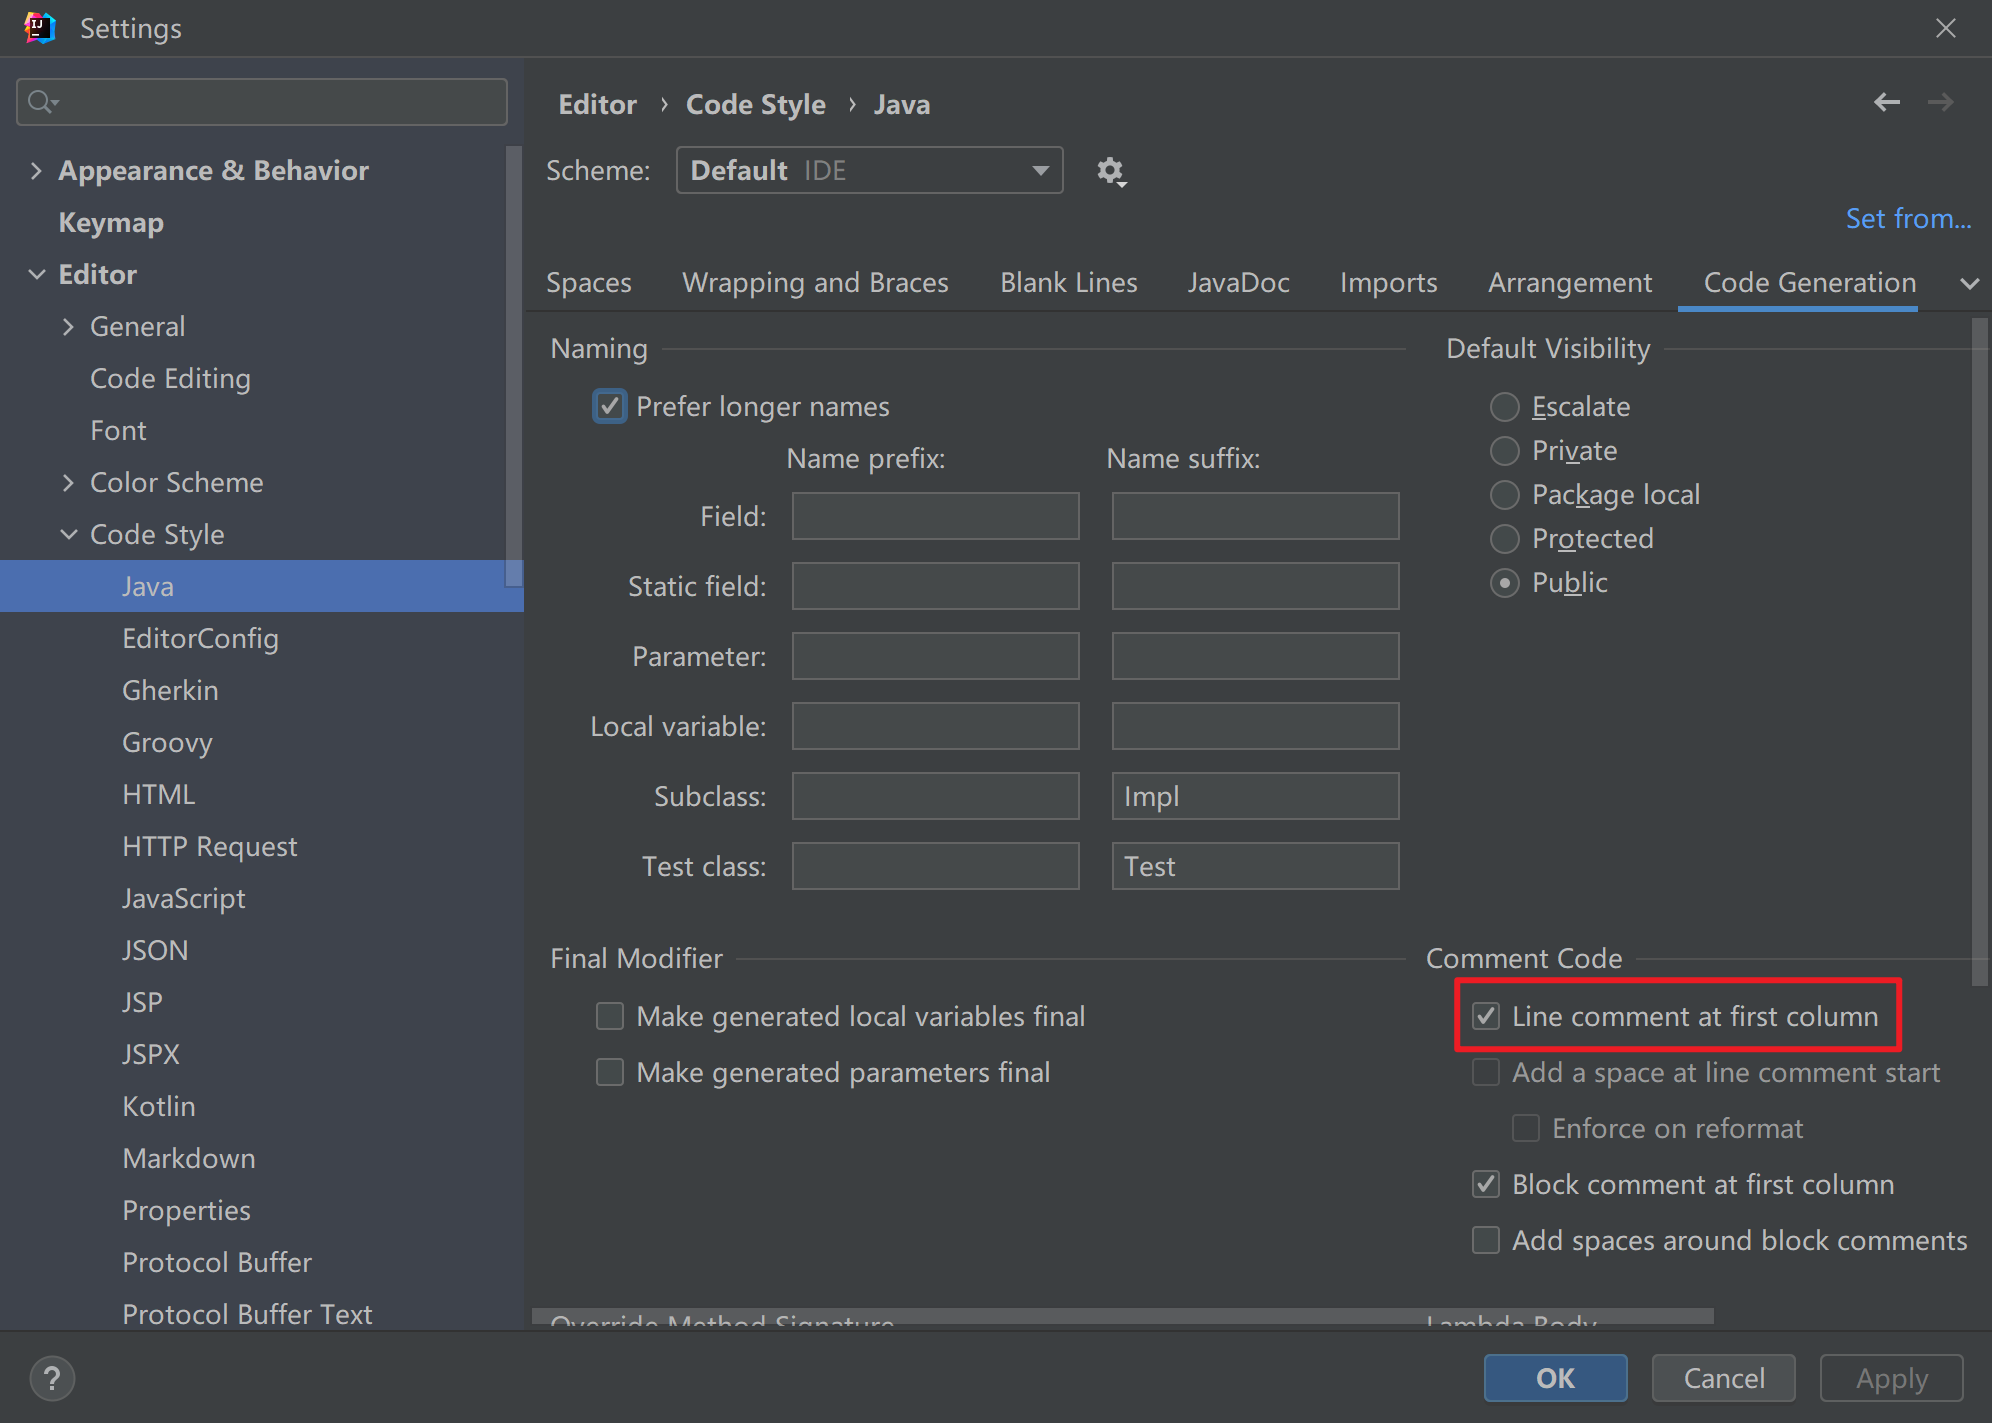 Settings
Appearance & Behavior
Keymap
Editor
General
Code Editing
Font
Color Scheme
Code Style
Java
EditorConfig
Gherkin
Groovy
HTML
HTTP Request
JavaScript
JSON
JSP
JSPX
Kotlin
Markdown
Properties
Protocol Buffer
Protocol Buffer Text
Editor › Code Style › Java
Scheme: Default IDE
Set from...
Spaces Wrapping and Braces Blank Lines JavaDoc Imports Arrangement Code Generation
Naming
Prefer longer names
Name prefix: Name suffix:
Field:
Static field:
Parameter:
Local variable:
Subclass: Impl
Test class: Test
Default Visibility
Escalate
Private
Package local
Protected
Public
Final Modifier
Make generated local variables final
Make generated parameters final
Comment Code
Line comment at first column
Add a space at line comment start
Enforce on reformat
Block comment at first column
Add spaces around block comments
Override Method Signature
Lambda Body
? OK Cancel Apply